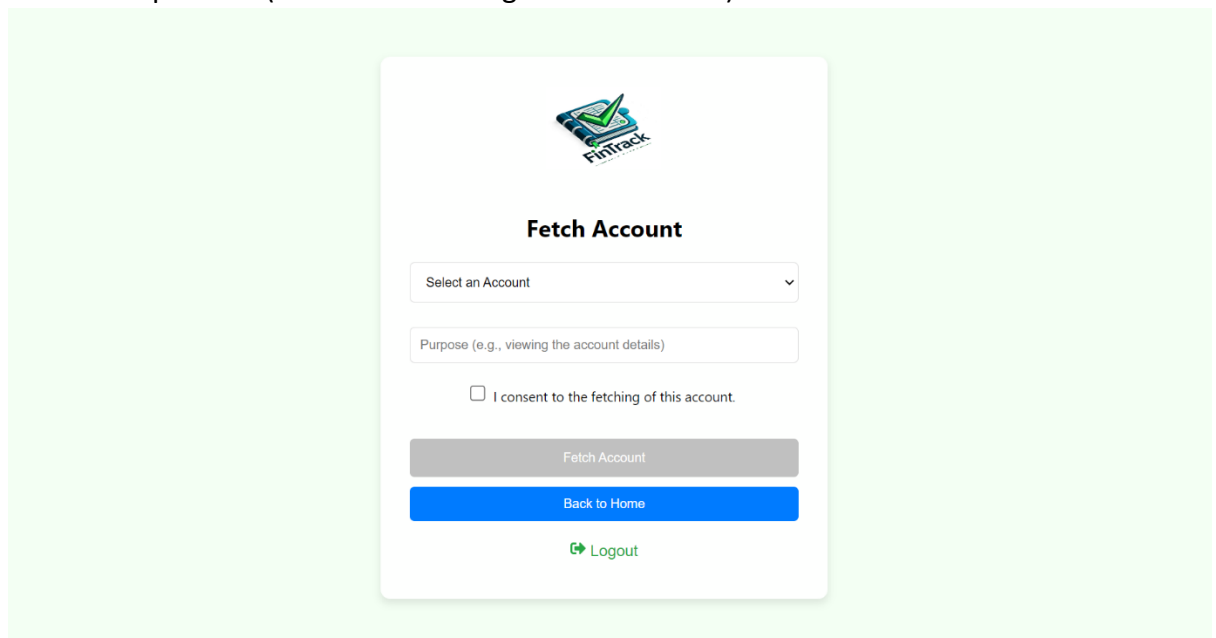 FinTrack
Fetch Account
Select an Account
Purpose (e.g., viewing the account details)
I consent to the fetching of this account.
Fetch Account
Back to Home
Logout